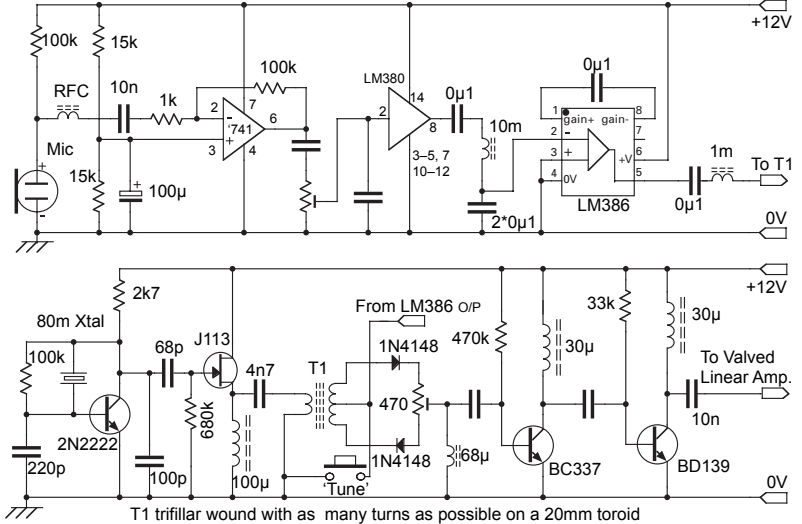 +12V
100k
15k
100k
0µ1
RFC
10n
1k
LM380
7
2
-
'741
6
+
3
4
14
2
8
0µ1
10m
3–5, 7
10–12
1
8
gain+
gain-
2
-
7
3
+
6
+V
4
0V
5
LM386
1m
To T1
0µ1
Mic
+
-
15k
100µ
2*0µ1
0V
+12V
2k7
From LM386 O/P
80m Xtal
J113
68p
4n7
T1
1N4148
470k
33k
30µ
30µ
100k
To Valved
Linear Amp.
470
10n
680k
2N2222
220p
100p
100µ
1N4148
68µ
'Tune'
BC337
BD139
0V
T1 trifillar wound with as many turns as possible on a 20mm toroid